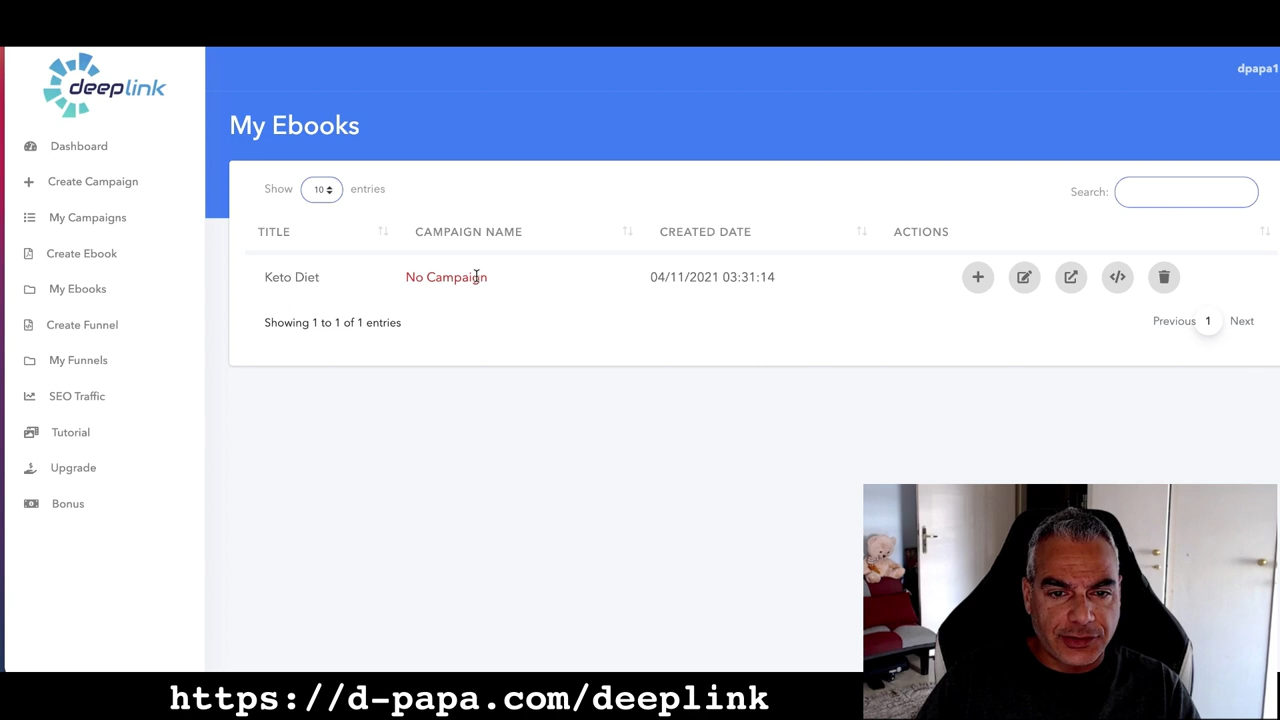 deeplink
dpapa1
Dashboard
Create Campaign
My Campaigns
Create Ebook
My Ebooks
Create Funnel
My Funnels
SEO Traffic
Tutorial
Upgrade
Bonus
My Ebooks
Show 10 entries
Search:
TITLE CAMPAIGN NAME CREATED DATE ACTIONS
Keto Diet No Campaign 04/11/2021 03:31:14
Showing 1 to 1 of 1 entries
Previous 1 Next
https://d-papa.com/deeplink